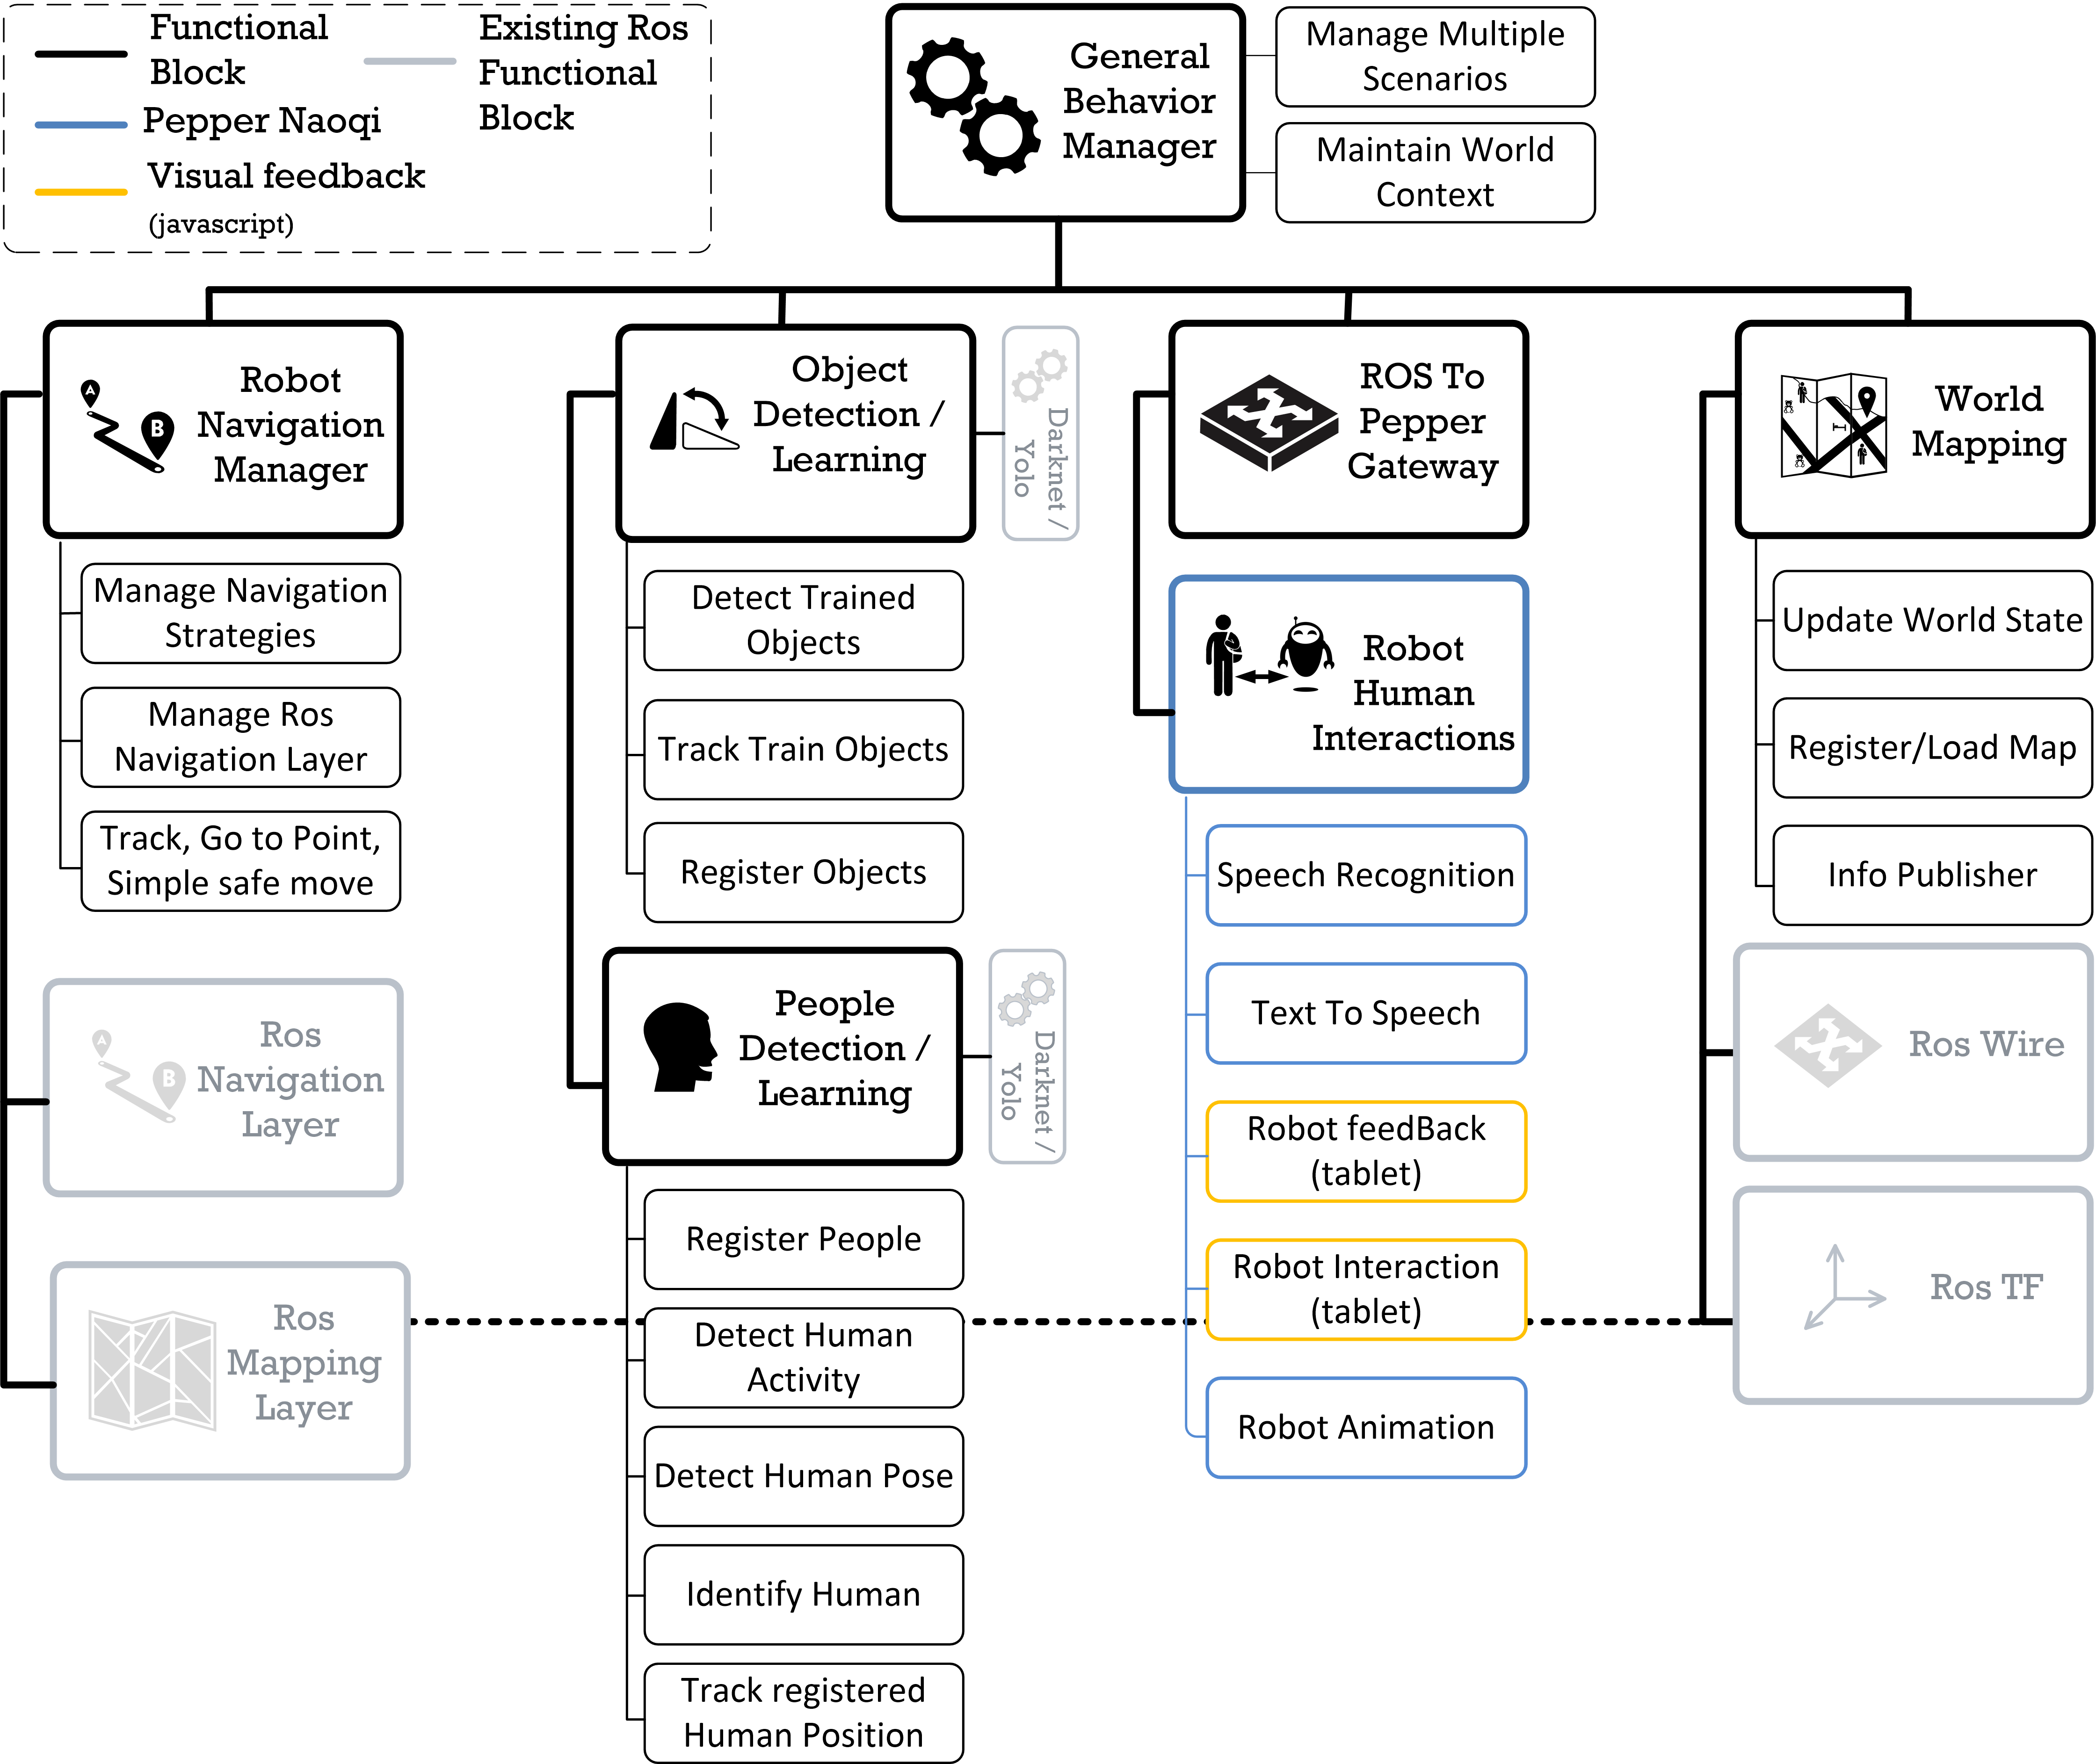 Functional
Block
Existing Ros
Functional
Block
Pepper Naoqi
Visual feedback
(javascript)
General
Behavior
Manager
Manage Multiple
Scenarios
Maintain World
Context
A
B
Robot
Navigation
Manager
Manage Navigation
Strategies
Manage Ros
Navigation Layer
Track, Go to Point,
Simple safe move
A
B
Ros
Navigation
Layer
Ros
Mapping
Layer
Object
Detection /
Learning
Darknet /
Yolo
Detect Trained
Objects
Track Train Objects
Register Objects
People
Detection /
Learning
Darknet /
Yolo
Register People
Detect Human
Activity
Detect Human Pose
Identify Human
Track registered
Human Position
ROS To
Pepper
Gateway
Robot
Human
Interactions
Speech Recognition
Text To Speech
Robot feedBack
(tablet)
Robot Interaction
(tablet)
Robot Animation
World
Mapping
Update World State
Register/Load Map
Info Publisher
Ros Wire
Ros TF